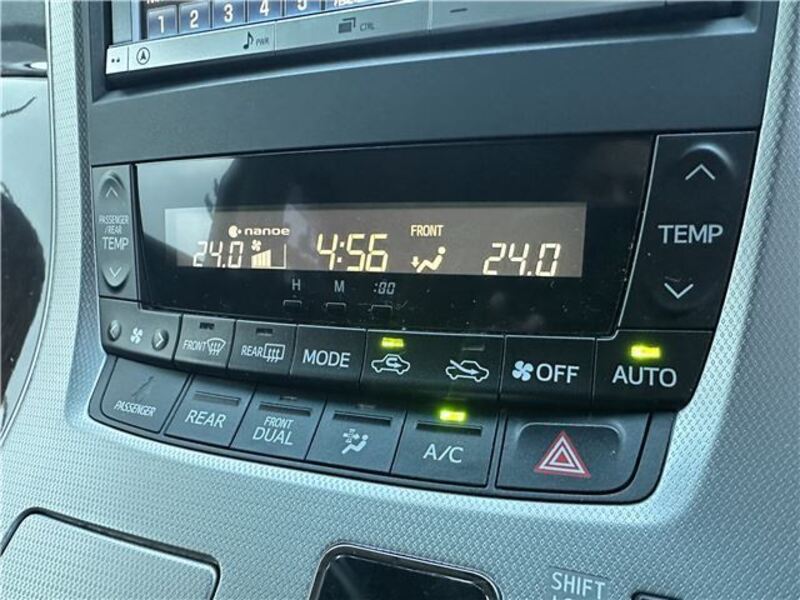 1 2 3 4 5
PWR
CTRL
PASSENGER
/REAR
TEMP
nanoe
24.0
4:56
FRONT
24.0
TEMP
H M :00
FRONT
REAR
MODE
OFF
AUTO
PASSENGER
REAR
FRONT
DUAL
A/C
SHIFT